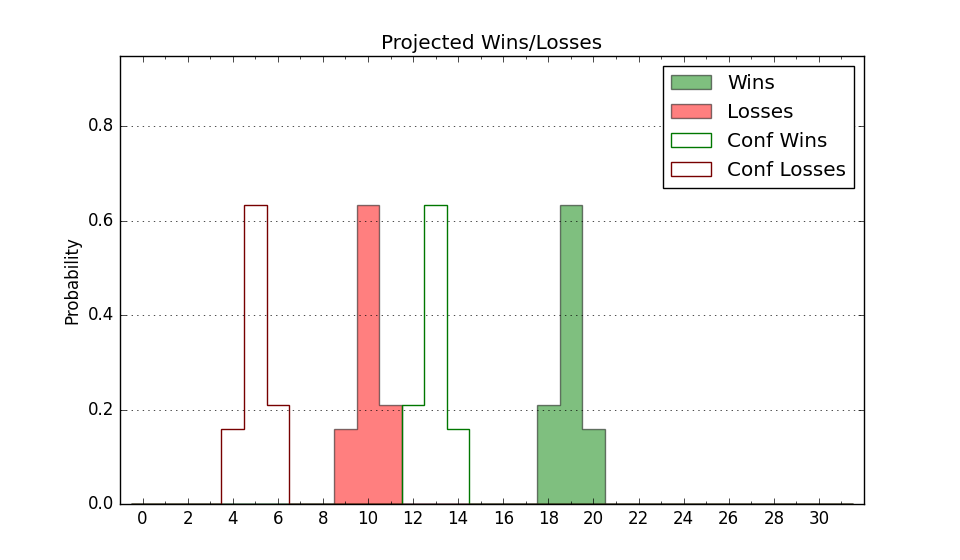 Projected Wins/Losses
Wins
Losses
Conf Wins
Conf Losses
Probability
0.8
0.6
0.4
0.2
0.0
0 2 4 6 8 10 12 14 16 18 20 22 24 26 28 30